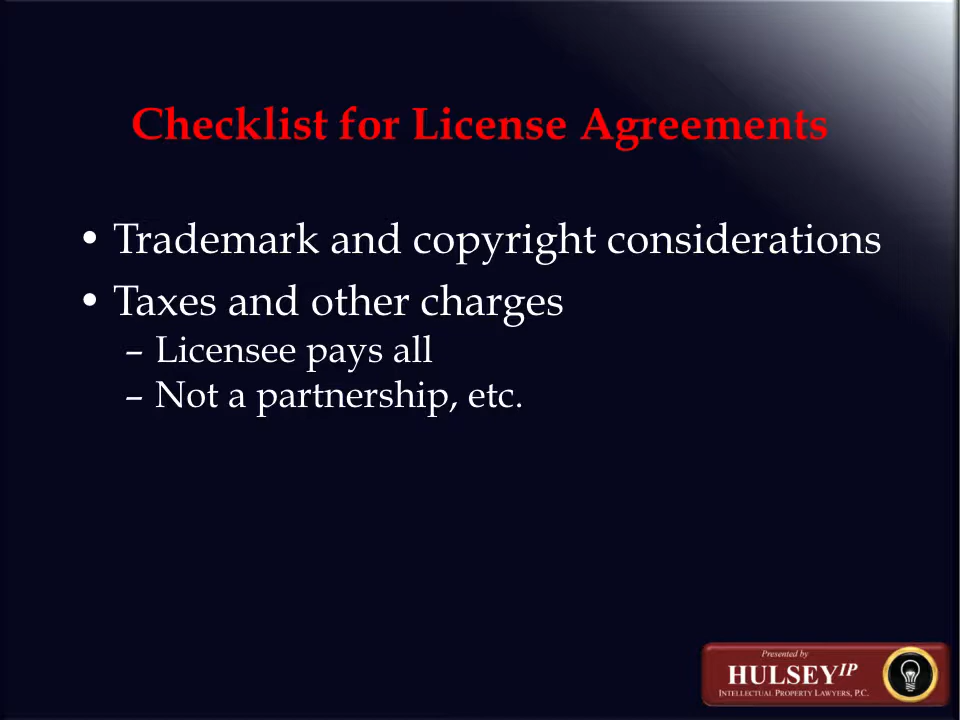 Checklist for License Agreements
• Trademark and copyright considerations
• Taxes and other charges
– Licensee pays all
– Not a partnership, etc.
Presented by
HULSEY IP
INTELLECTUAL PROPERTY LAWYERS, P.C.